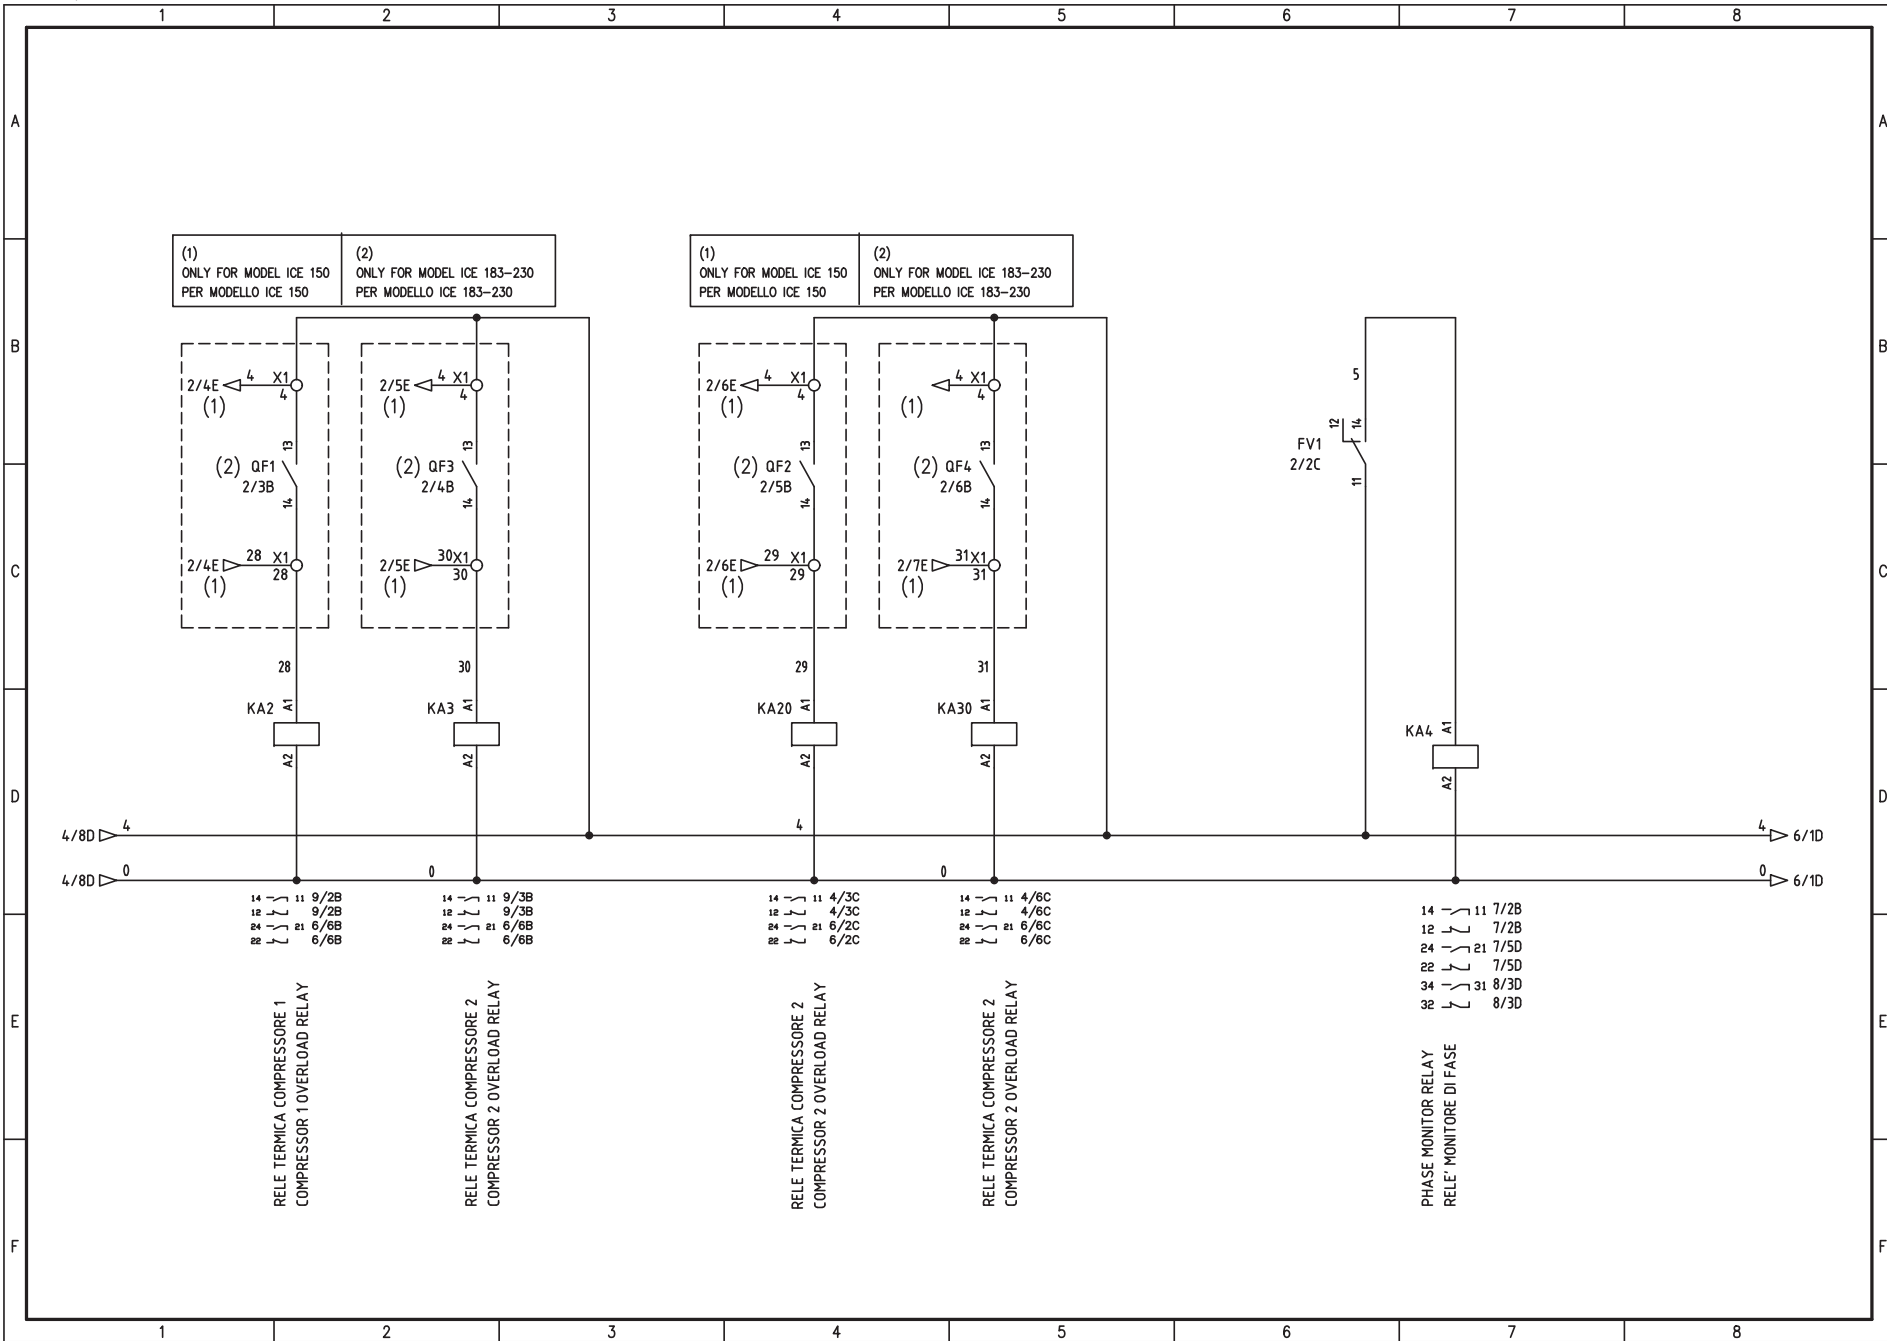 1 2 3 4 5 6 7 8
A A
(1) (2) (1) (2)
ONLY FOR MODEL ICE 150 ONLY FOR MODEL ICE 183-230 ONLY FOR MODEL ICE 150 ONLY FOR MODEL ICE 183-230
PER MODELLO ICE 150 PER MODELLO ICE 183-230 PER MODELLO ICE 150 PER MODELLO ICE 183-230
B B
2/4E 4 X1 2/5E 4 X1 2/6E 4 X1 4 X1 5
4 4 4 4
(1) (1) (1) (1)
12 14
13 13 13 13 FV1
(2) QF1 (2) QF3 (2) QF2 (2) QF4 2/2C
2/3B 2/4B 2/5B 2/6B 11
14 14 14 14
2/4E 28 X1 2/5E 30 X1 2/6E 29 X1 2/7E 31 X1
28 30 29 31
C C
(1) (1) (1) (1)
28 30 29 31
KA2 A1 KA3 A1 KA20 A1 KA30 A1
KA4 A1
A2 A2 A2 A2
A2
D D
4/8D 4 4 4 6/1D
4/8D 0 0 0 0 6/1D
14 11 9/2B 14 11 9/3B 14 11 4/3C 14 11 4/6C
12 9/2B 12 9/3B 12 4/3C 12 4/6C
24 21 6/6B 24 21 6/6B 24 21 6/2C 24 21 6/6C
22 6/6B 22 6/6B 22 6/2C 22 6/6C
14 11 7/2B
12 7/2B
24 21 7/5D
22 7/5D
34 31 8/3D
32 8/3D
E E
RELE TERMICA COMPRESSORE 1
COMPRESSOR 1 OVERLOAD RELAY
RELE TERMICA COMPRESSORE 2
COMPRESSOR 2 OVERLOAD RELAY
RELE TERMICA COMPRESSORE 2
COMPRESSOR 2 OVERLOAD RELAY
RELE TERMICA COMPRESSORE 2
COMPRESSOR 2 OVERLOAD RELAY
PHASE MONITOR RELAY
RELE' MONITORE DI FASE
F F
1 2 3 4 5 6 7 8